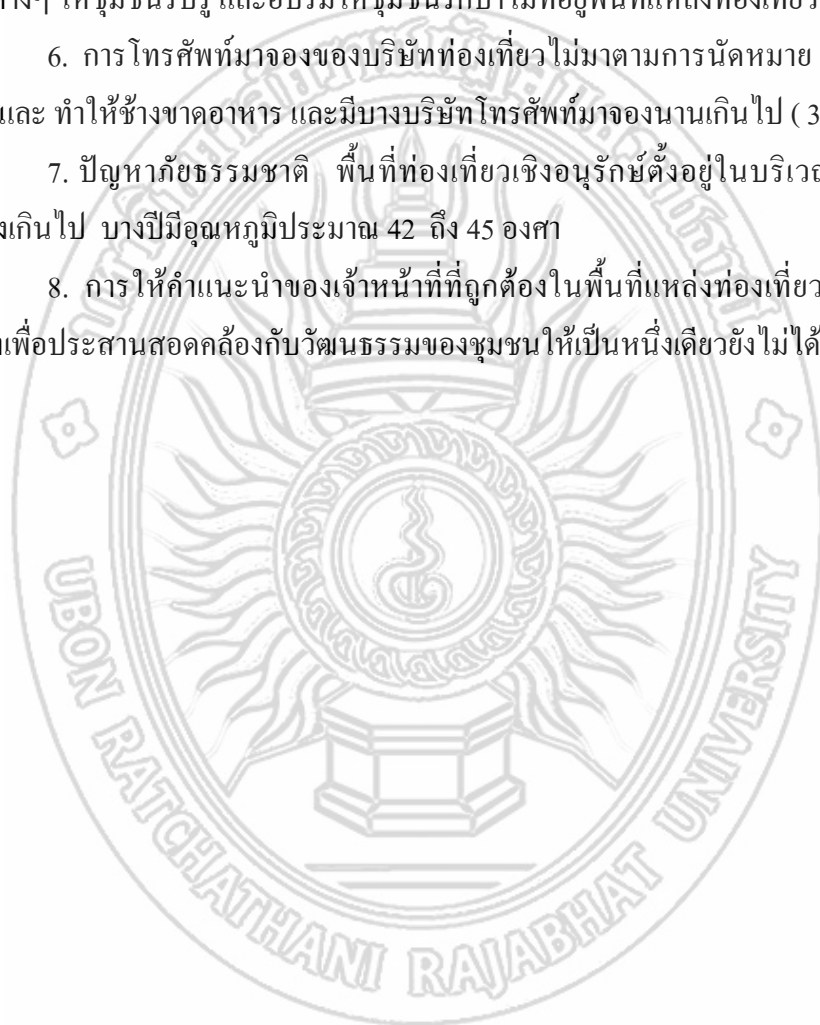 างๆ ให้ชุมชนรับรู้ และอบรมให้ชุมชนรักป่าไม้ที่อยู่พื้นที่แหล่งท่องเที่ยว
6. การโทรศัพท์มาจองของบริษัทท่องเที่ยวไม่มาตามการนัดหมาย
และ ทำให้ช้างขาดอาหาร และมีบางบริษัทโทรศัพท์มาจองนานเกินไป ( 3
7. ปัญหาภัยธรรมชาติ พื้นที่ท่องเที่ยวเชิงอนุรักษ์ตั้งอยู่ในบริเวณ
งเกินไป บางปีมีอุณหภูมิประมาณ 42 ถึง 45 องศา
8. การให้คำแนะนำของเจ้าหน้าที่ที่ถูกต้องในพื้นที่แหล่งท่องเที่ยว
เพื่อประสานสอดคล้องกับวัฒนธรรมของชุมชนให้เป็นหนึ่งเดียวยังไม่ได้
UBON RATCHATHANI RAJABHAT UNIVERSITY